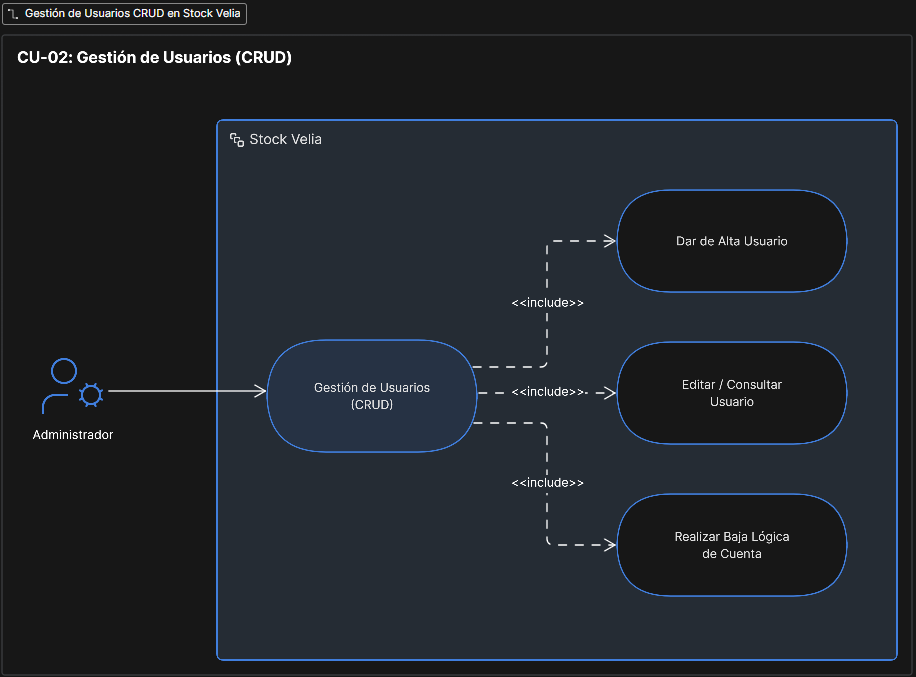 Gestión de Usuarios CRUD en Stock Velia
CU-02: Gestión de Usuarios (CRUD)
Stock Velia
Dar de Alta Usuario
<<include>>
Gestión de Usuarios
(CRUD)
<<include>>
Editar / Consultar
Usuario
Administrador
<<include>>
Realizar Baja Lógica
de Cuenta